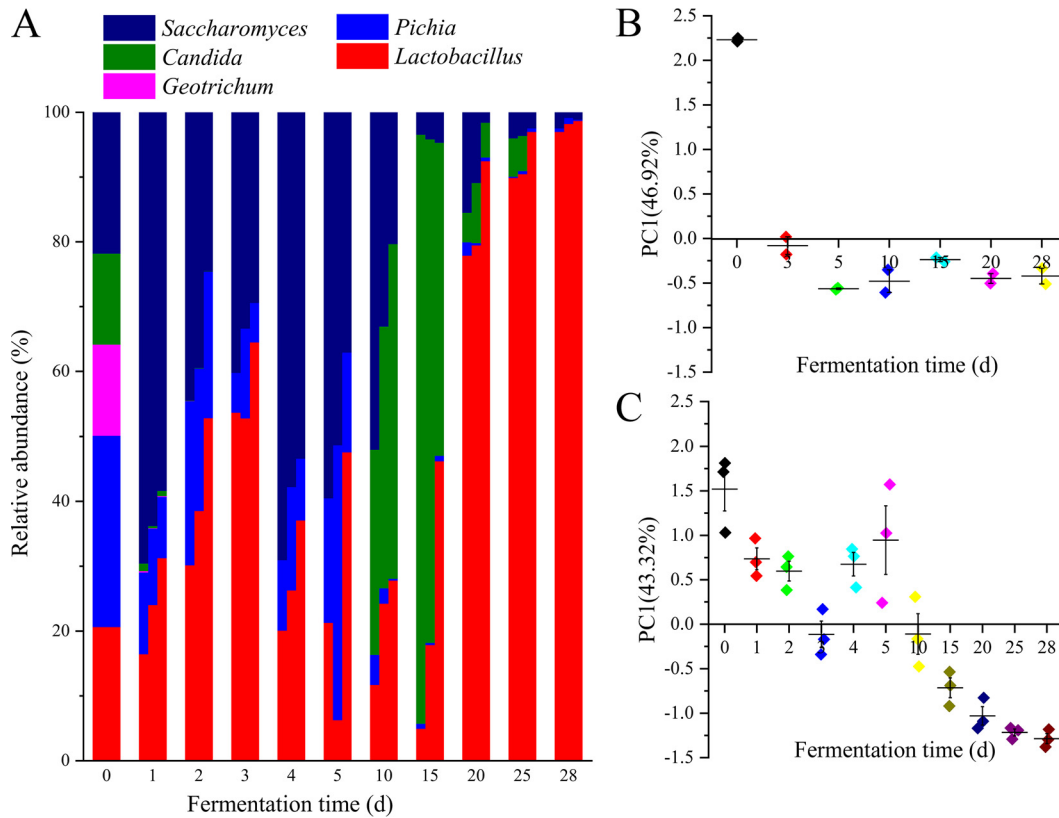 A
Saccharomyces
Pichia
Candida
Lactobacillus
Geotrichum
Relative abundance (%)
100
80
60
40
20
0
0 1 2 3 4 5 10 15 20 25 28
Fermentation time (d)
B
PC1(46.92%)
2.5
2.0
1.5
1.0
0.5
0.0
-0.5
-1.0
-1.5
0 3 5 10 15 20 28
Fermentation time (d)
C
PC1(43.32%)
2.5
2.0
1.5
1.0
0.5
0.0
-0.5
-1.0
-1.5
0 1 2 3 4 5 10 15 20 25 28
Fermentation time (d)